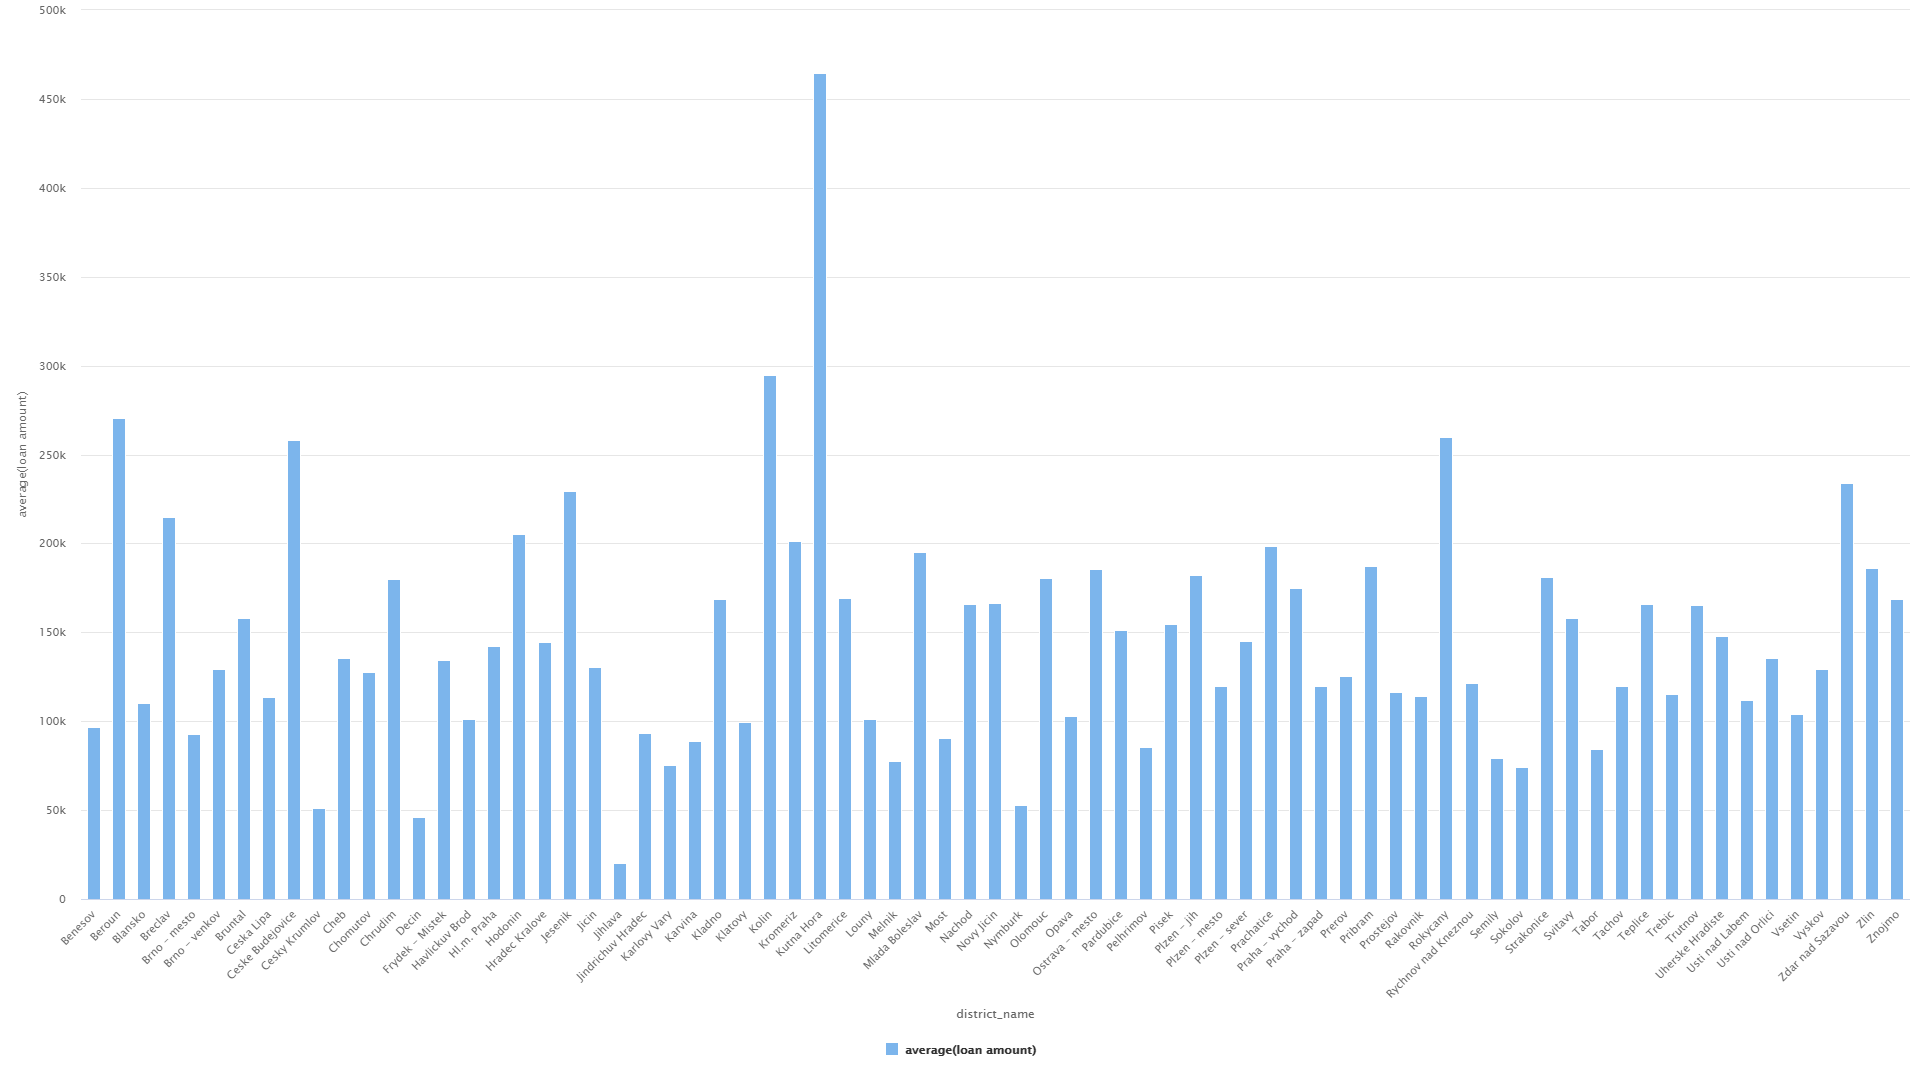 500k
450k
400k
350k
300k
250k
200k
150k
100k
50k
0
average(loan amount)
Benesov
Beroun
Blansko
Breclav
Brno - mesto
Brno - venkov
Bruntal
Ceska Lipa
Ceske Budejovice
Cesky Krumlov
Cheb
Chomutov
Chrudim
Decin
Frydek - Mistek
Havlickuv Brod
Hl.m. Praha
Hodonin
Hradec Kralove
Jesenik
Jicin
Jihlava
Jindrichuv Hradec
Karlovy Vary
Karvina
Kladno
Klatovy
Kolin
Kromeriz
Kutna Hora
Litomerice
Louny
Melnik
Mlada Boleslav
Most
Nachod
Novy Jicin
Nymburk
Olomouc
Opava
Ostrava - mesto
Pardubice
Pelhrimov
Pisek
Plzen - jih
Plzen - mesto
Plzen - sever
Prachatice
Praha - vychod
Praha - zapad
Prerov
Pribram
Prostejov
Rakovnik
Rokycany
Rychnov nad Kneznou
Semily
Sokolov
Strakonice
Svitavy
Tabor
Tachov
Teplice
Trebic
Trutnov
Uherske Hradiste
Usti nad Labem
Usti nad Orlici
Vsetin
Vyskov
Zdar nad Sazavou
Zlin
Znojmo
district_name
average(loan amount)